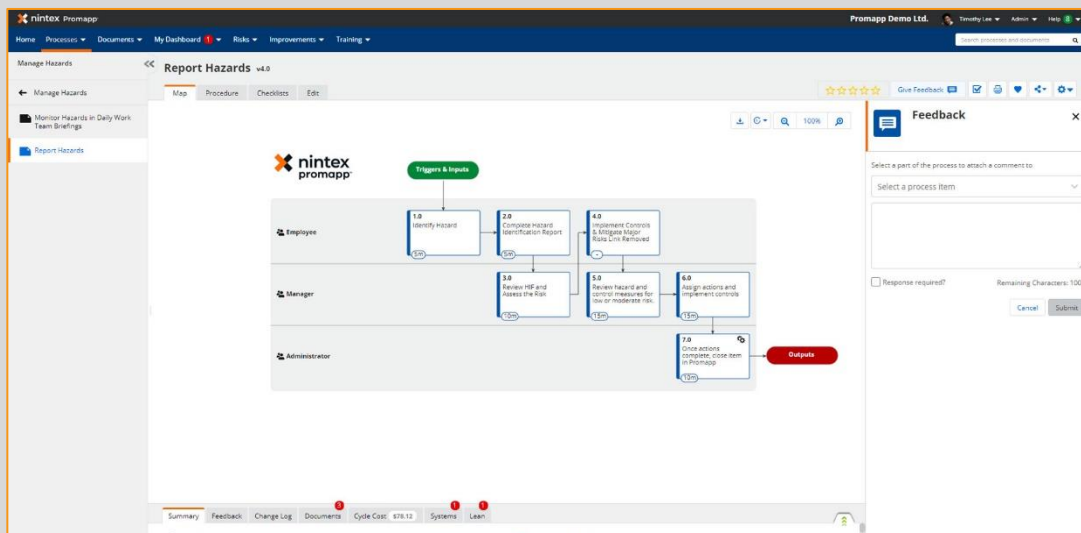 nintex Promapp
Promapp Demo Ltd.
Timothy Lee
Admin
Help 8
Home
Processes
Documents
My Dashboard 1
Risks
Improvements
Training
Search processes and documents
Manage Hazards
Manage Hazards
Monitor Hazards in Daily Work
Team Briefings
Report Hazards
Report Hazards v4.0
Map
Procedure
Checklists
Edit
Give Feedback
100%
nintex
promapp
Triggers & Inputs
Employee
1.0
Identify Hazard
5m
2.0
Complete Hazard
Identification Report
5m
4.0
Implement Controls
& Mitigate Major
Risks Link Removed
-
Manager
3.0
Review HIF and
Assess the Risk
10m
5.0
Review hazard and
control measures for
low or moderate risk.
15m
6.0
Assign actions and
implement controls
15m
Administrator
7.0
Once actions
complete, close item
in Promapp
10m
Outputs
Feedback
Select a part of the process to attach a comment to:
Select a process item
Response required?
Remaining Characters: 100
Cancel
Submit
Summary
Feedback
Change Log
Documents 3
Cycle Cost $78.12
Systems 1
Lean 1